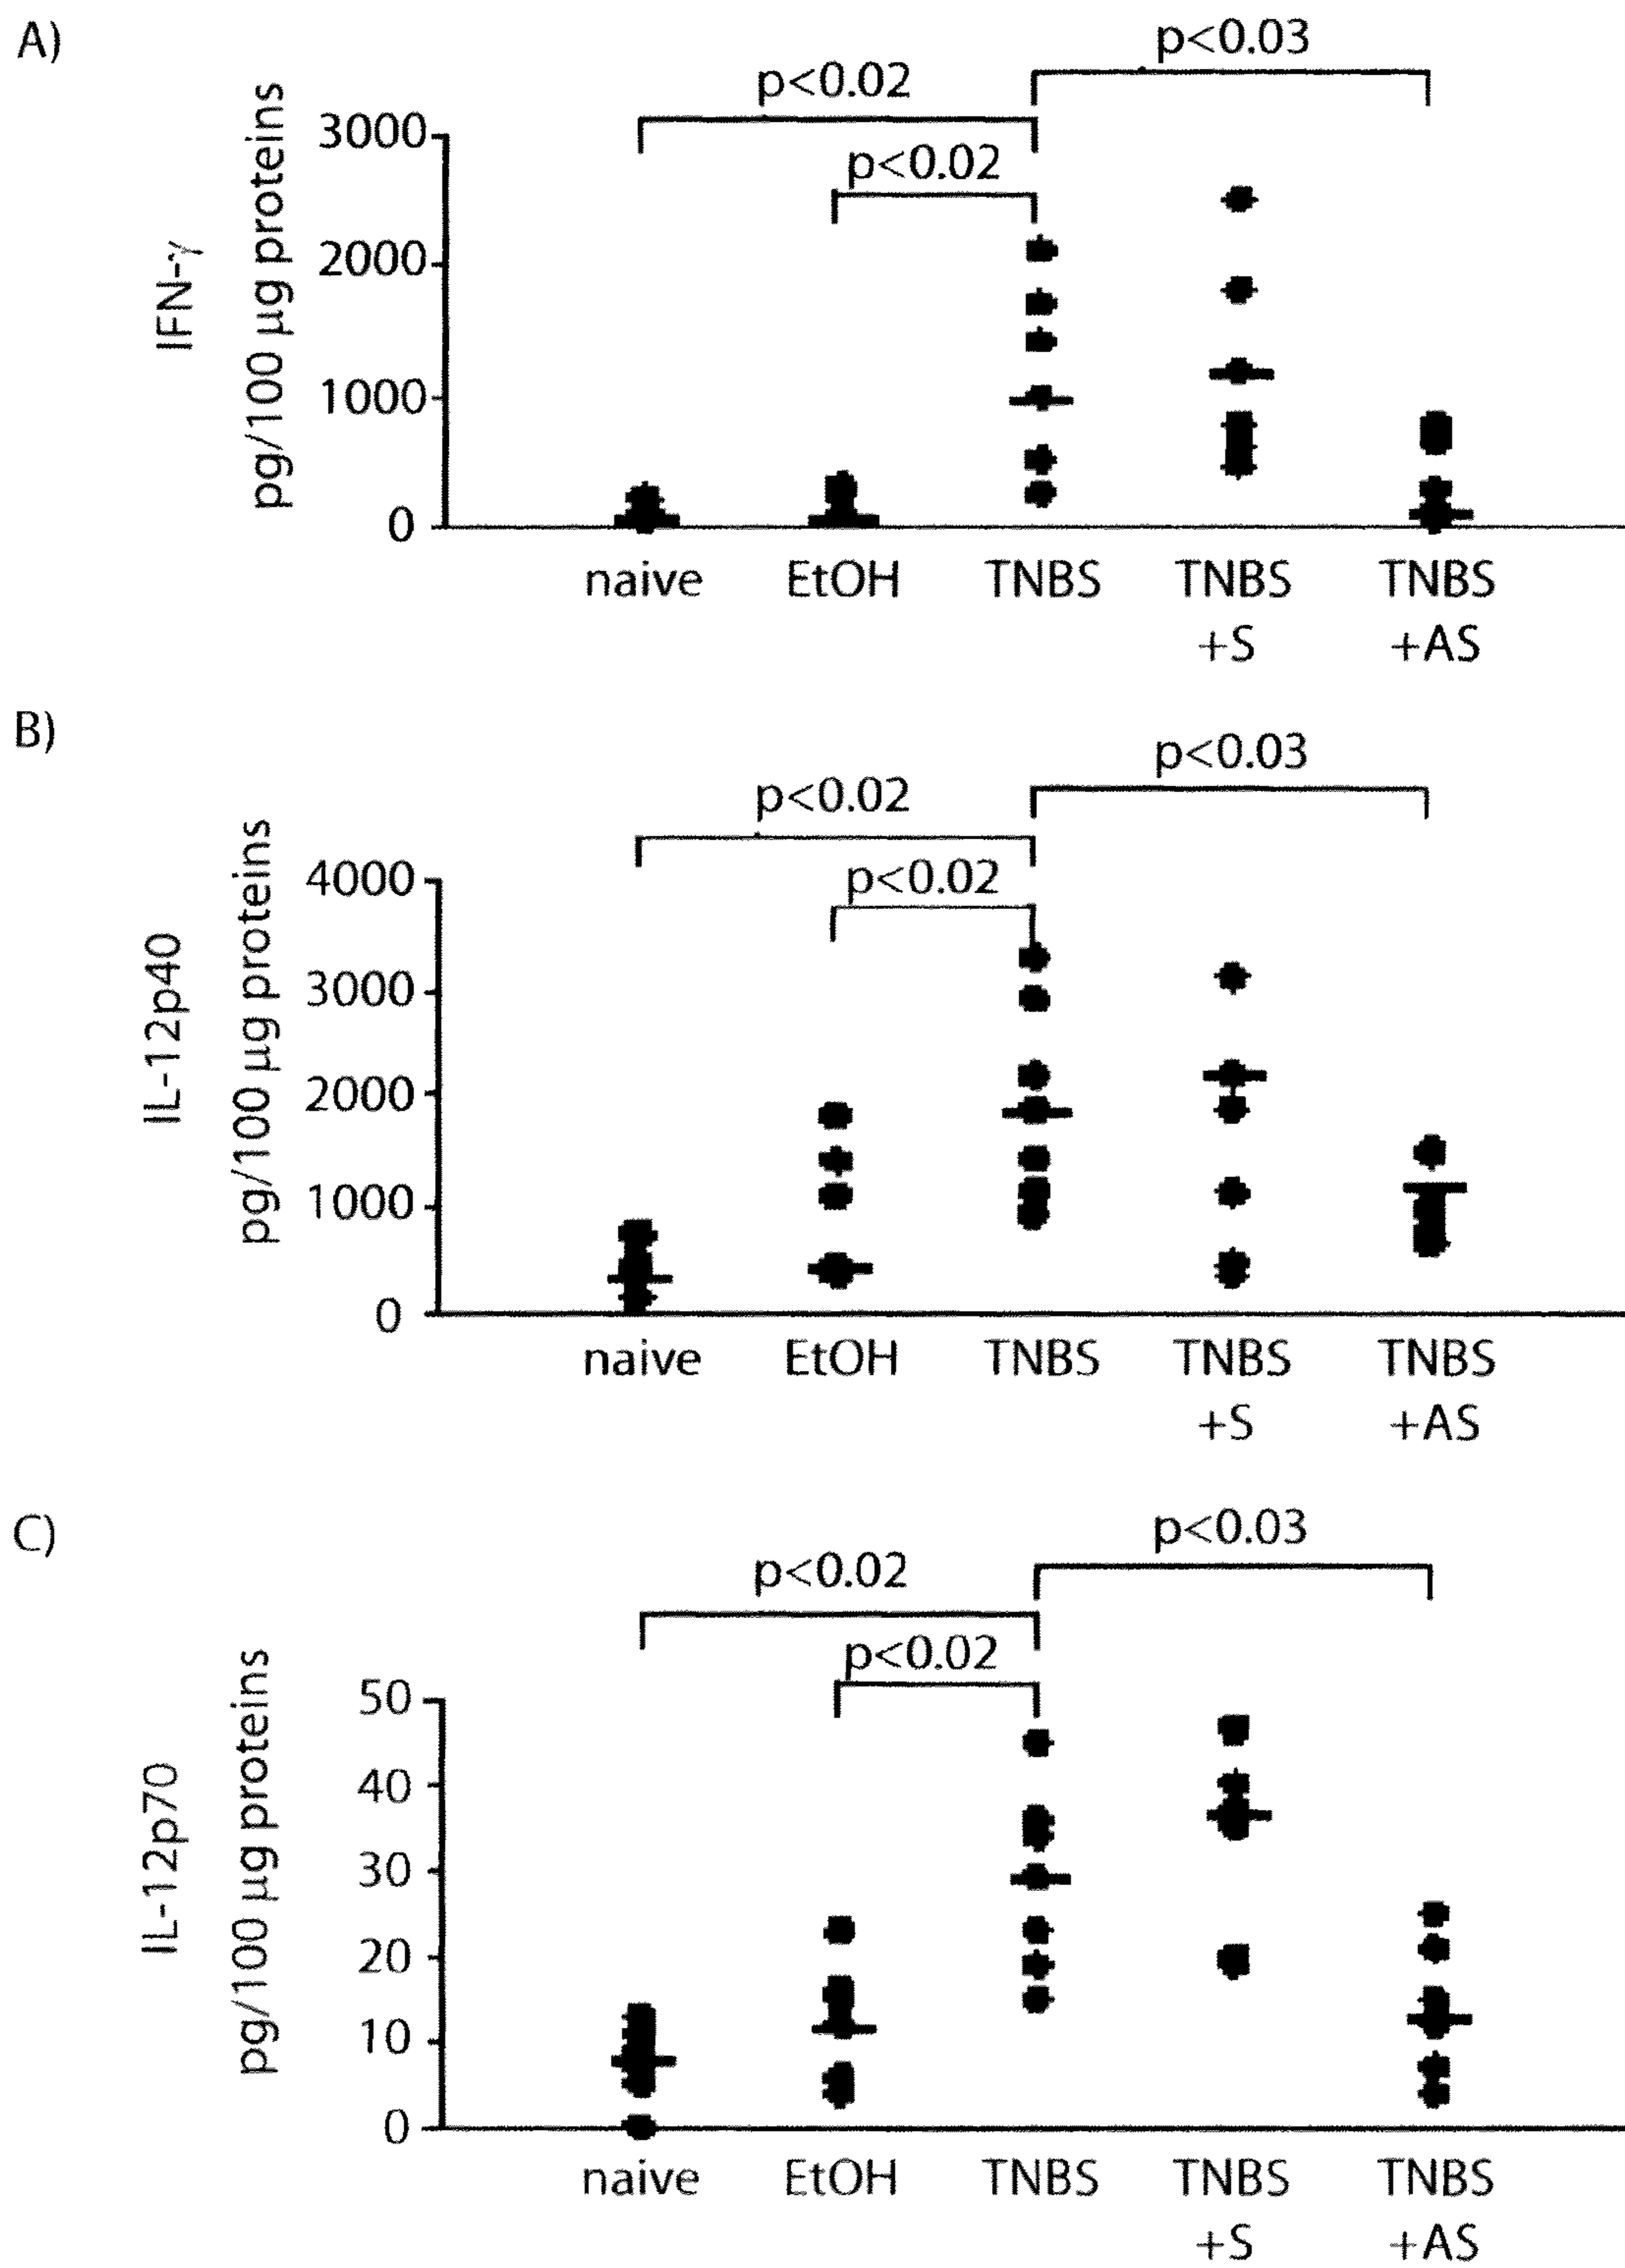 A)
p<0.03
p<0.02
p<0.02
IFN-γ
pg/100 µg proteins
3000
2000
1000
0
naive EtOH TNBS TNBS TNBS
+S +AS
B)
p<0.03
p<0.02
p<0.02
IL-12p40
pg/100 µg proteins
4000
3000
2000
1000
0
naive EtOH TNBS TNBS TNBS
+S +AS
C)
p<0.03
p<0.02
p<0.02
IL-12p70
pg/100 µg proteins
50
40
30
20
10
0
naive EtOH TNBS TNBS TNBS
+S +AS